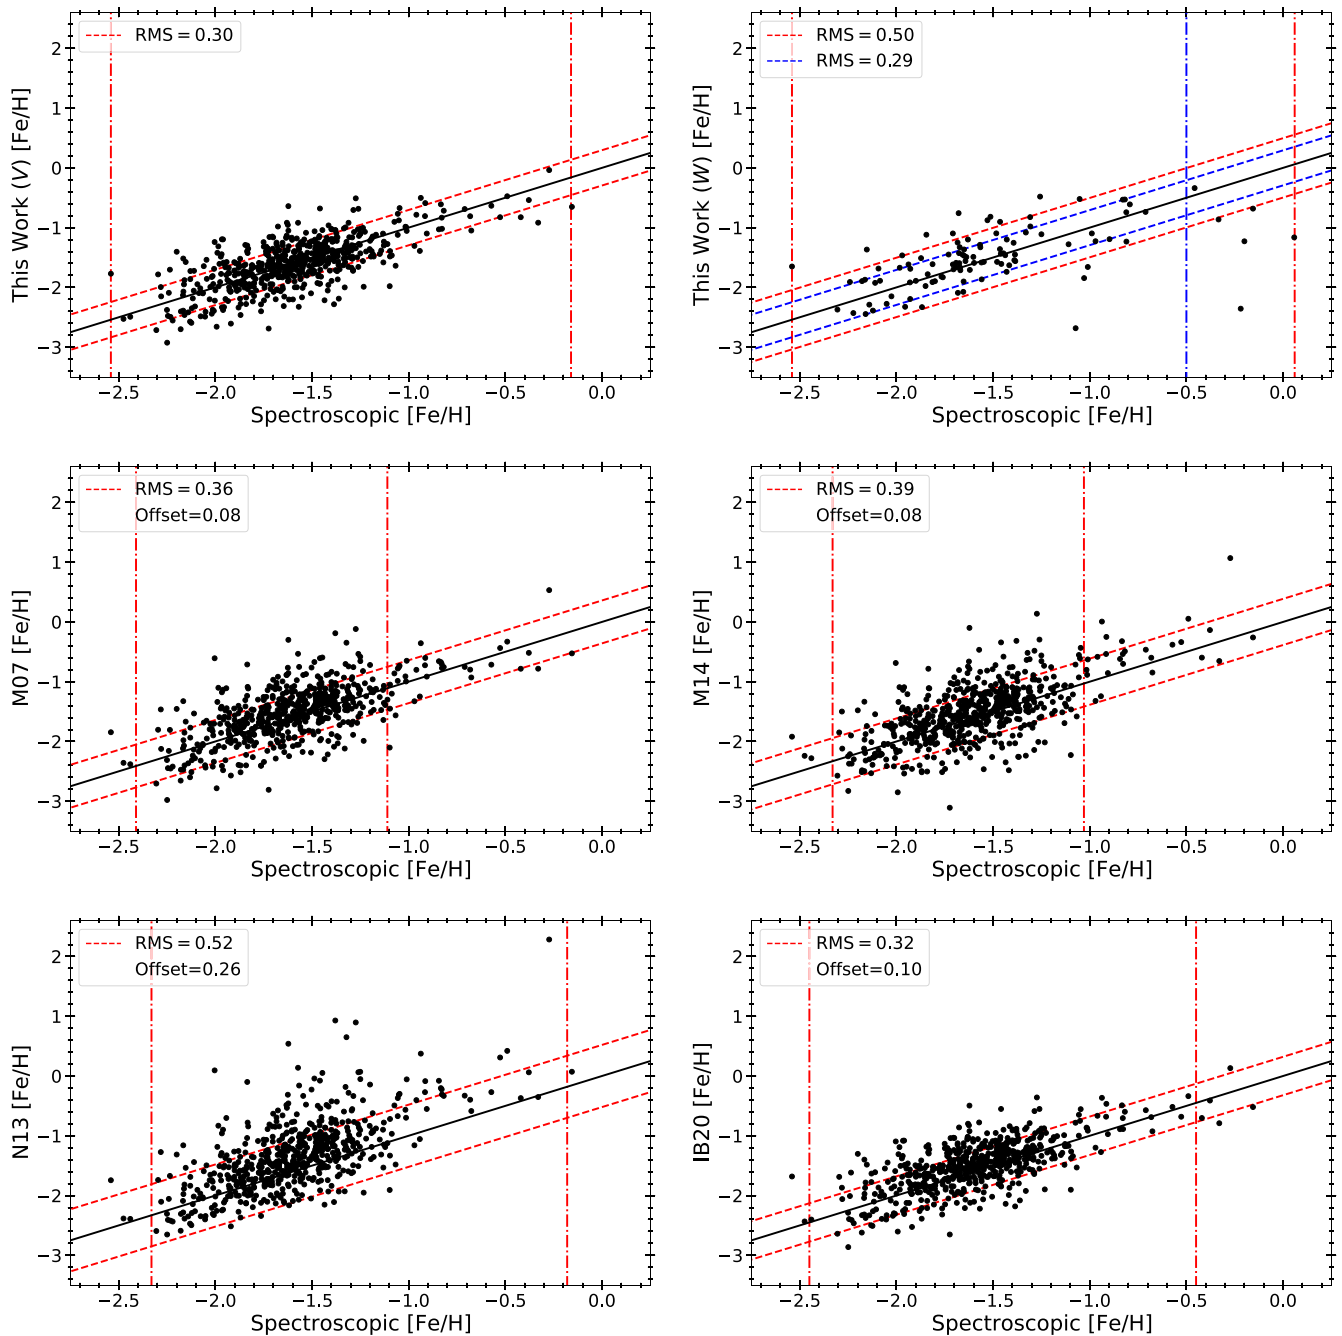 RMS = 0.30
2
1
0
−1
−2
−3
This Work (V) [Fe/H]
−2.5 −2.0 −1.5 −1.0 −0.5 0.0
Spectroscopic [Fe/H]
RMS = 0.50
RMS = 0.29
2
1
0
−1
−2
−3
This Work (W) [Fe/H]
−2.5 −2.0 −1.5 −1.0 −0.5 0.0
Spectroscopic [Fe/H]
RMS = 0.36
Offset=0.08
2
1
0
−1
−2
−3
M07 [Fe/H]
−2.5 −2.0 −1.5 −1.0 −0.5 0.0
Spectroscopic [Fe/H]
RMS = 0.39
Offset=0.08
2
1
0
−1
−2
−3
M14 [Fe/H]
−2.5 −2.0 −1.5 −1.0 −0.5 0.0
Spectroscopic [Fe/H]
RMS = 0.52
Offset=0.26
2
1
0
−1
−2
−3
N13 [Fe/H]
−2.5 −2.0 −1.5 −1.0 −0.5 0.0
Spectroscopic [Fe/H]
RMS = 0.32
Offset=0.10
2
1
0
−1
−2
−3
IB20 [Fe/H]
−2.5 −2.0 −1.5 −1.0 −0.5 0.0
Spectroscopic [Fe/H]